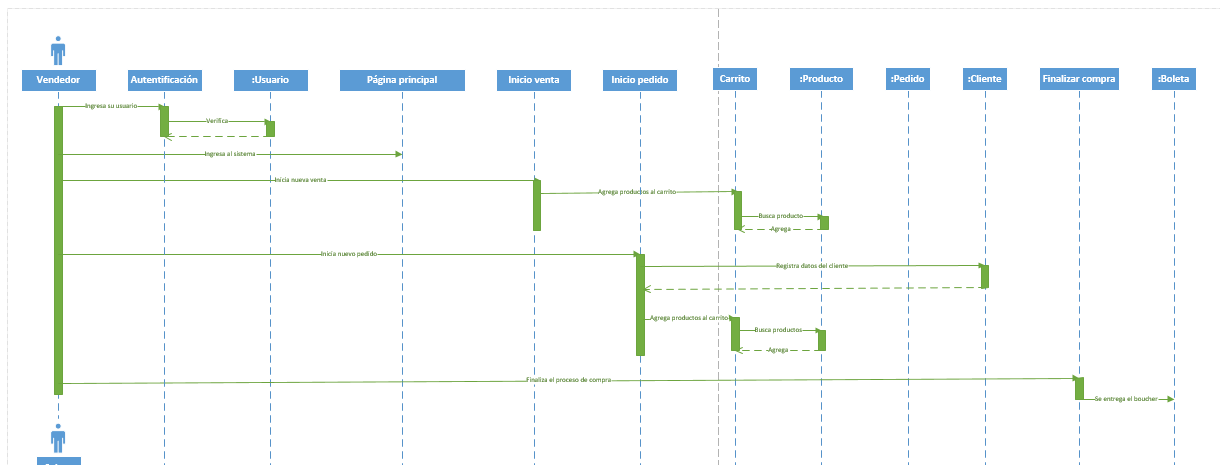 Vendedor
Autentificación
:Usuario
Página principal
Inicio venta
Inicio pedido
Carrito
:Producto
:Pedido
:Cliente
Finalizar compra
:Boleta
Ingresa su usuario
Verifica
Ingresa al sistema
Inicia nueva venta
Agrega productos al carrito
Busca producto
Agrega
Inicia nuevo pedido
Registra datos del cliente
Agrega productos al carrito
Busca productos
Agrega
Finaliza el proceso de compra
Se entrega el boucher